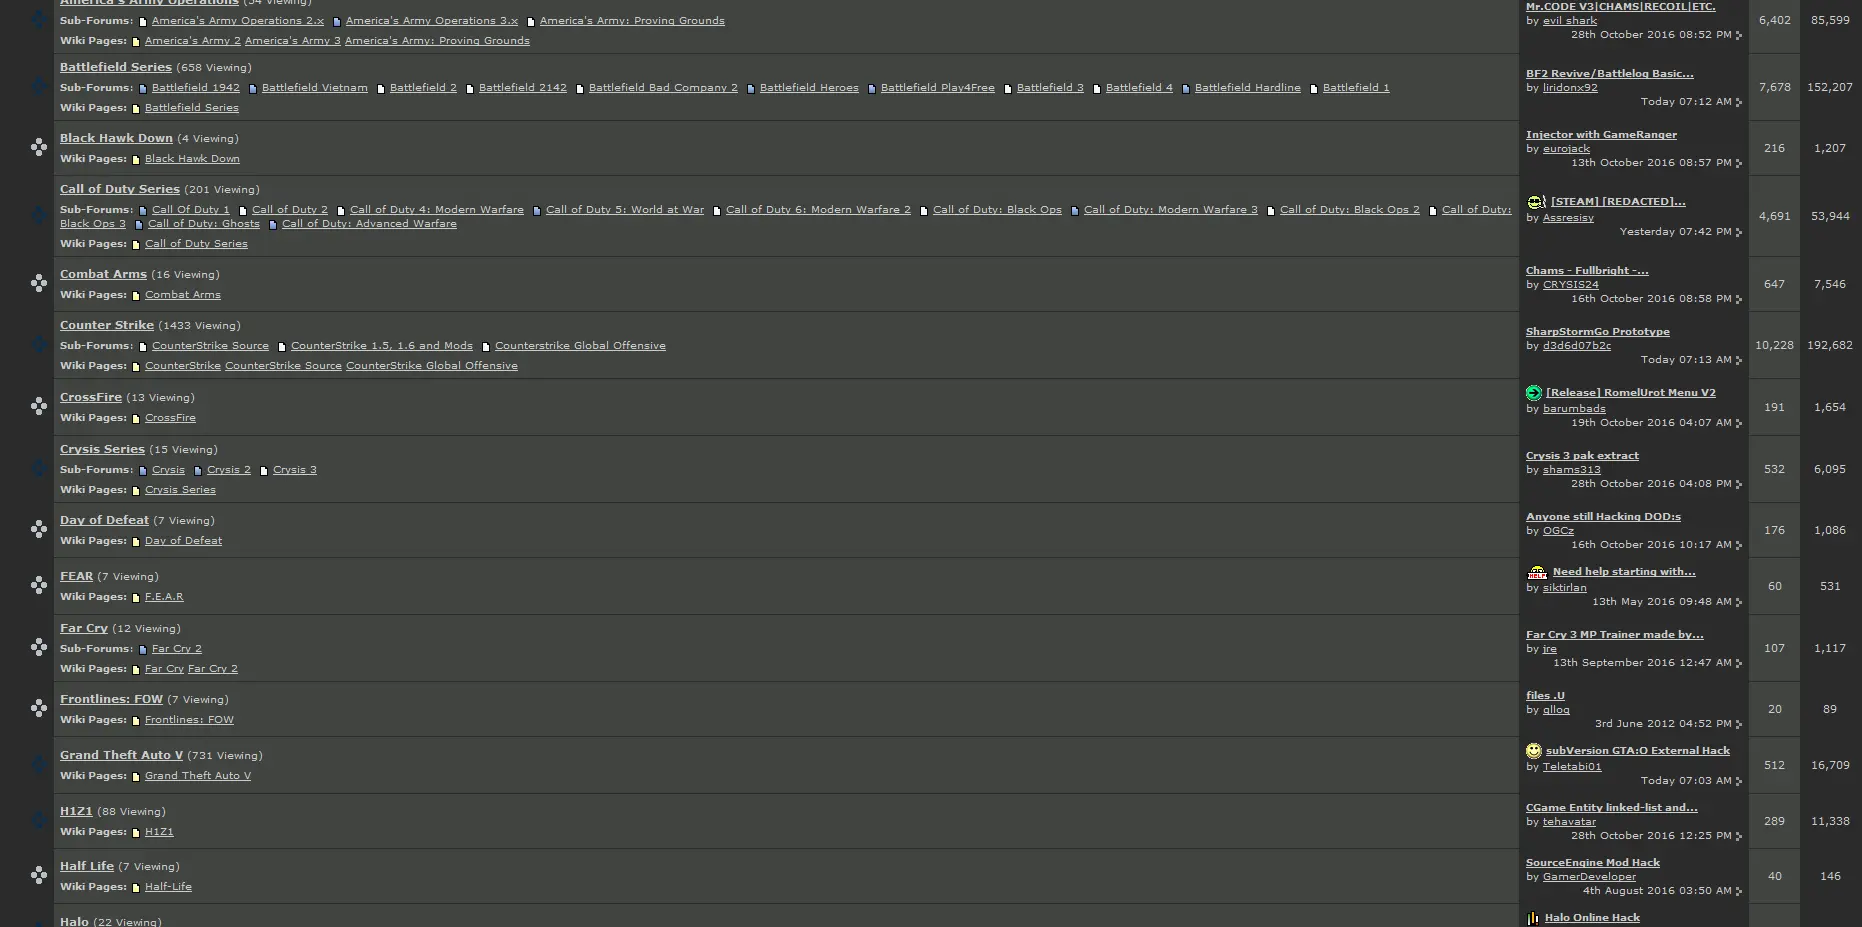 America's Army Operations (54 Viewing)
Sub-Forums: America's Army Operations 2.x America's Army Operations 3.x America's Army: Proving Grounds
Wiki Pages: America's Army 2 America's Army 3 America's Army: Proving Grounds
Mr.CODE V3|CHAMS|RECOIL|ETC.
by evil shark
28th October 2016 08:52 PM
6,402 85,599
Battlefield Series (658 Viewing)
Sub-Forums: Battlefield 1942 Battlefield Vietnam Battlefield 2 Battlefield 2142 Battlefield Bad Company 2 Battlefield Heroes Battlefield Play4Free Battlefield 3 Battlefield 4 Battlefield Hardline Battlefield 1
Wiki Pages: Battlefield Series
BF2 Revive/Battlelog Basic...
by liridonx92
Today 07:12 AM
7,678 152,207
Black Hawk Down (4 Viewing)
Wiki Pages: Black Hawk Down
Injector with GameRanger
by eurojack
13th October 2016 08:57 PM
216 1,207
Call of Duty Series (201 Viewing)
Sub-Forums: Call Of Duty 1 Call of Duty 2 Call of Duty 4: Modern Warfare Call of Duty 5: World at War Call of Duty 6: Modern Warfare 2 Call of Duty: Black Ops Call of Duty: Modern Warfare 3 Call of Duty: Black Ops 2 Call of Duty:
Black Ops 3 Call of Duty: Ghosts Call of Duty: Advanced Warfare
Wiki Pages: Call of Duty Series
[STEAM] [REDACTED]...
by Assresisy
Yesterday 07:42 PM
4,691 53,944
Combat Arms (16 Viewing)
Wiki Pages: Combat Arms
Chams - Fullbright -...
by CRYSIS24
16th October 2016 08:58 PM
647 7,546
Counter Strike (1433 Viewing)
Sub-Forums: CounterStrike Source CounterStrike 1.5, 1.6 and Mods Counterstrike Global Offensive
Wiki Pages: CounterStrike CounterStrike Source CounterStrike Global Offensive
SharpStormGo Prototype
by d3d6d07b2c
Today 07:13 AM
10,228 192,682
CrossFire (13 Viewing)
Wiki Pages: CrossFire
[Release] RomelUrot Menu V2
by barumbads
19th October 2016 04:07 AM
191 1,654
Crysis Series (15 Viewing)
Sub-Forums: Crysis Crysis 2 Crysis 3
Wiki Pages: Crysis Series
Crysis 3 pak extract
by shams313
28th October 2016 04:08 PM
532 6,095
Day of Defeat (7 Viewing)
Wiki Pages: Day of Defeat
Anyone still Hacking DOD:s
by OGCz
16th October 2016 10:17 AM
176 1,086
FEAR (7 Viewing)
Wiki Pages: F.E.A.R
HELP Need help starting with...
by siktirlan
13th May 2016 09:48 AM
60 531
Far Cry (12 Viewing)
Sub-Forums: Far Cry 2
Wiki Pages: Far Cry Far Cry 2
Far Cry 3 MP Trainer made by...
by jre
13th September 2016 12:47 AM
107 1,117
Frontlines: FOW (7 Viewing)
Wiki Pages: Frontlines: FOW
files .U
by gllog
3rd June 2012 04:52 PM
20 89
Grand Theft Auto V (731 Viewing)
Wiki Pages: Grand Theft Auto V
subVersion GTA:O External Hack
by Teletabi01
Today 07:03 AM
512 16,709
H1Z1 (88 Viewing)
Wiki Pages: H1Z1
CGame Entity linked-list and...
by tehavatar
28th October 2016 12:25 PM
289 11,338
Half Life (7 Viewing)
Wiki Pages: Half-Life
SourceEngine Mod Hack
by GamerDeveloper
4th August 2016 03:50 AM
40 146
Halo (22 Viewing)
Halo Online Hack